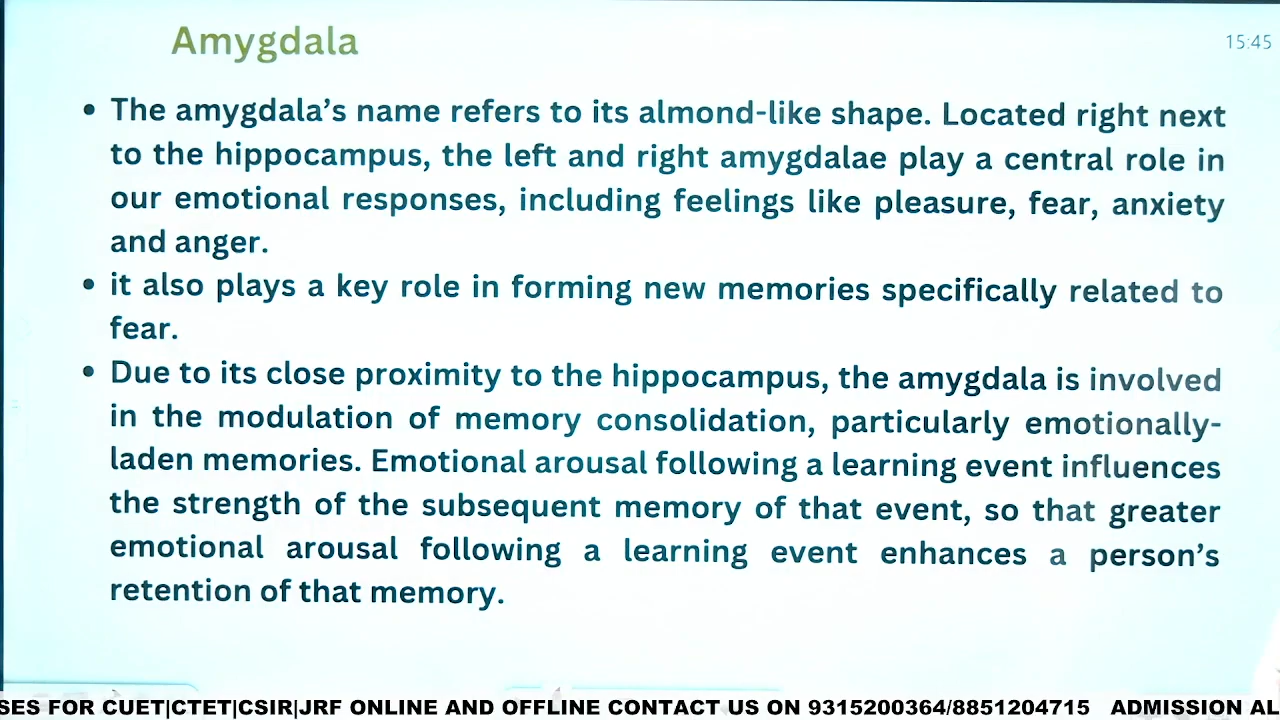 Amygdala
15:45
• The amygdala's name refers to its almond-like shape. Located right next
to the hippocampus, the left and right amygdalae play a central role in
our emotional responses, including feelings like pleasure, fear, anxiety
and anger.
• it also plays a key role in forming new memories specifically related to
fear.
• Due to its close proximity to the hippocampus, the amygdala is involved
in the modulation of memory consolidation, particularly emotionally-
laden memories. Emotional arousal following a learning event influences
the strength of the subsequent memory of that event, so that greater
emotional arousal following a learning event enhances a person's
retention of that memory.
SES FOR CUET|CTET|CSIR|JRF ONLINE AND OFFLINE CONTACT US ON 9315200364/8851204715 ADMISSION AL